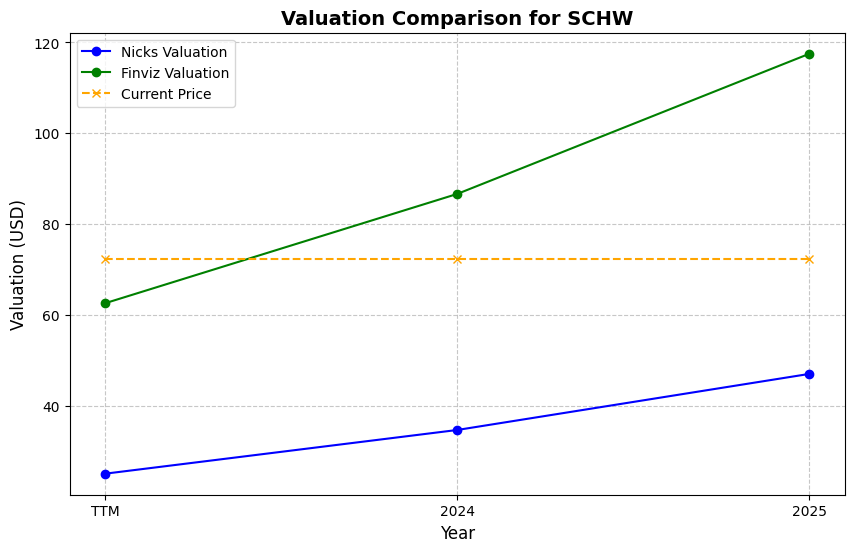 Valuation Comparison for SCHW
Nicks Valuation
Finviz Valuation
Current Price
Valuation (USD)
120
100
80
60
40
TTM
2024
2025
Year